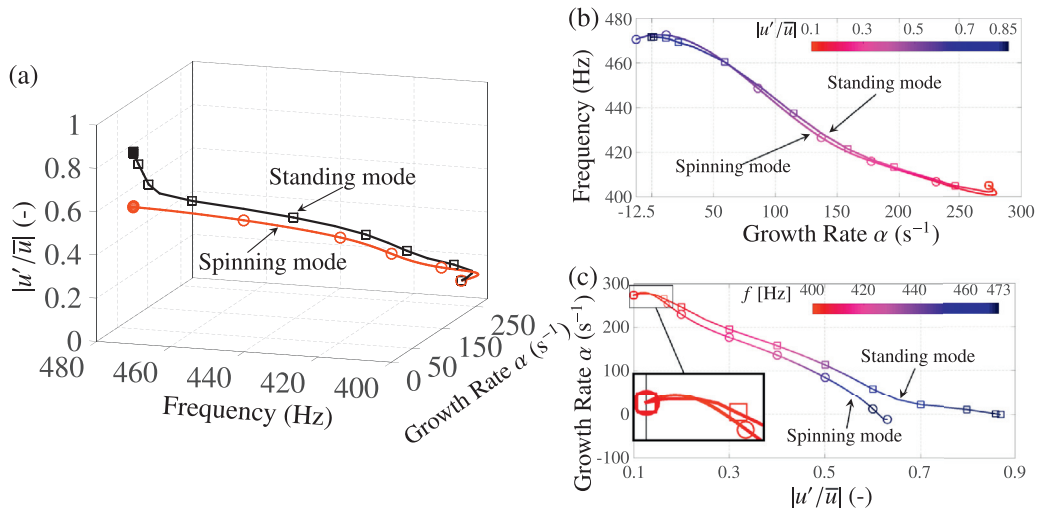 (a)
1
0.8
0.6
0.4
0.2
0
|u′/u̅| (-)
480
460
440
420
400
Frequency (Hz)
0
50
150
250
Growth Rate α (s⁻¹)
Standing mode
Spinning mode
(b)
480
460
440
420
400
Frequency (Hz)
|u′/u̅|
0.1 0.3 0.5 0.7 0.85
Standing mode
Spinning mode
-12.5 50 100 150 200 250 300
Growth Rate α (s⁻¹)
(c)
300
200
100
0
-100
Growth Rate α (s⁻¹)
f [Hz]
400 420 440 460 473
Standing mode
Spinning mode
0.1 0.3 0.5 0.7 0.9
|u′/u̅| (-)